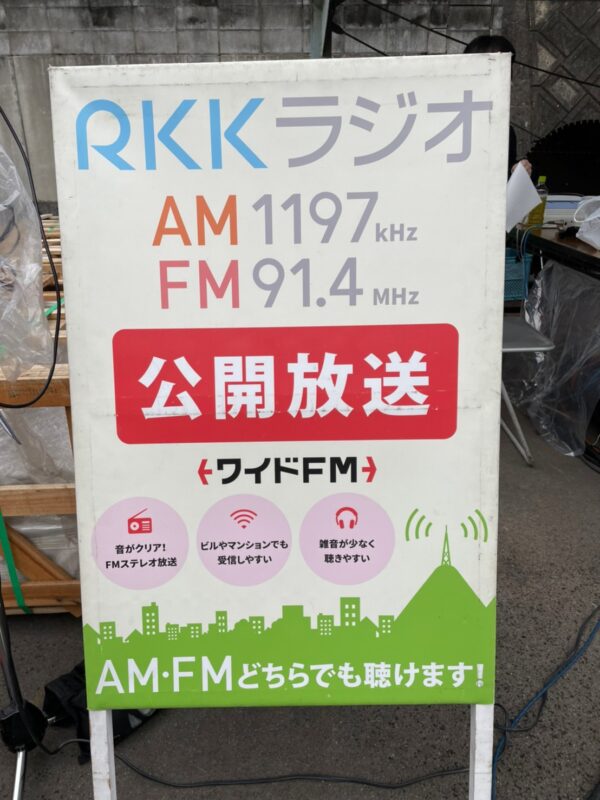 RKKラジオ
AM 1197kHz
FM 91.4 MHz
公開放送
ワイドFM
音がクリア!
FMステレオ放送
ビルやマンションでも
受信しやすい
雑音が少なく
聴きやすい
AM・FMどちらでも聴けます!